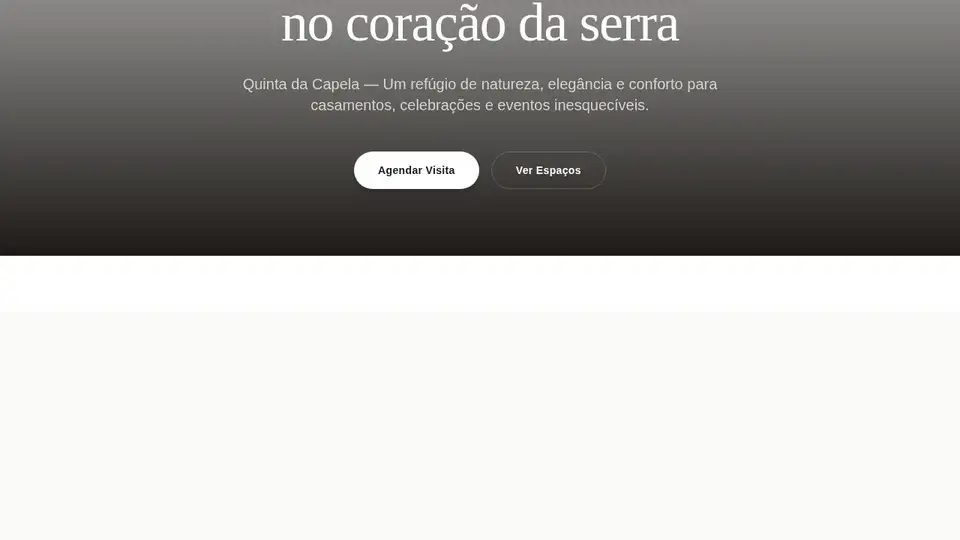 no coração da serra
Quinta da Capela — Um refúgio de natureza, elegância e conforto para
casamentos, celebrações e eventos inesquecíveis.
Agendar Visita
Ver Espaços